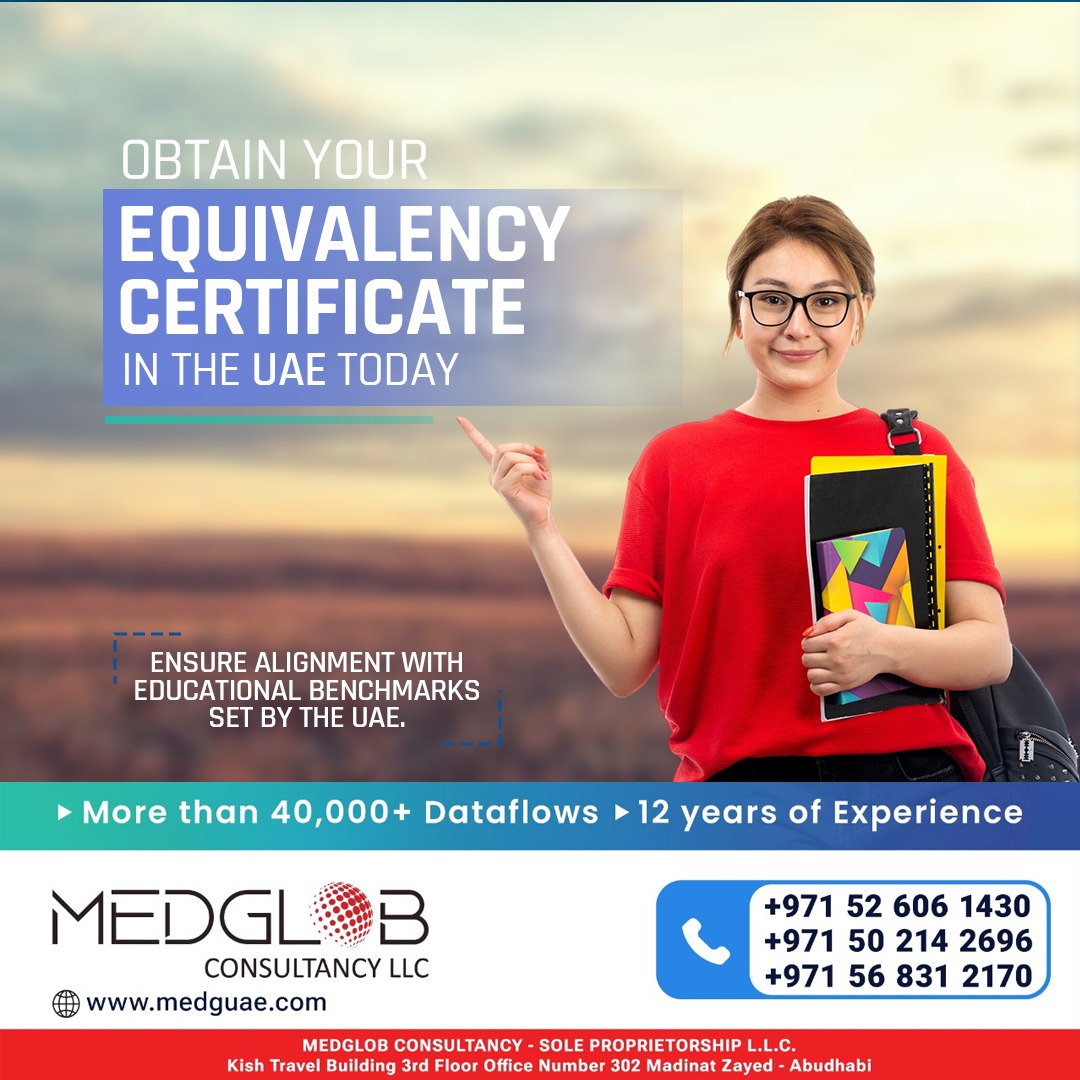 OBTAIN YOUR
EQUIVALENCY
CERTIFICATE
IN THE UAE TODAY
ENSURE ALIGNMENT WITH
EDUCATIONAL BENCHMARKS
SET BY THE UAE.
More than 40,000+ Dataflows
12 years of Experience
MEDGLOB
CONSULTANCY LLC
www.medguae.com
+971 52 606 1430
+971 50 214 2696
+971 56 831 2170
MEDGLOB CONSULTANCY - SOLE PROPRIETORSHIP L.L.C.
Kish Travel Building 3rd Floor Office Number 302 Madinat Zayed - Abudhabi